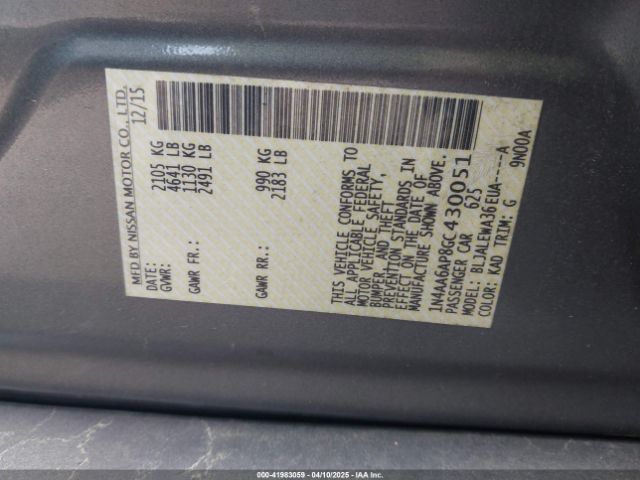 MFD BY NISSAN MOTOR CO., LTD.
DATE: 12/15
GVWR: 2105 KG
4641 LB
GAWR FR.: 1130 KG
2491 LB
GAWR RR.: 990 KG
2183 LB
THIS VEHICLE CONFORMS TO
ALL APPLICABLE FEDERAL
MOTOR VEHICLE SAFETY,
BUMPER, AND THEFT
PREVENTION STANDARDS IN
EFFECT ON THE DATE OF
MANUFACTURE SHOWN ABOVE.
1N4AA6AP8GC430051
PASSENGER CAR 625
MODEL: BL3ALEWA36EUA-----A
COLOR: KAD TRIM: G 9N00A
000-41983059 - 04/10/2025 - IAAI.COM